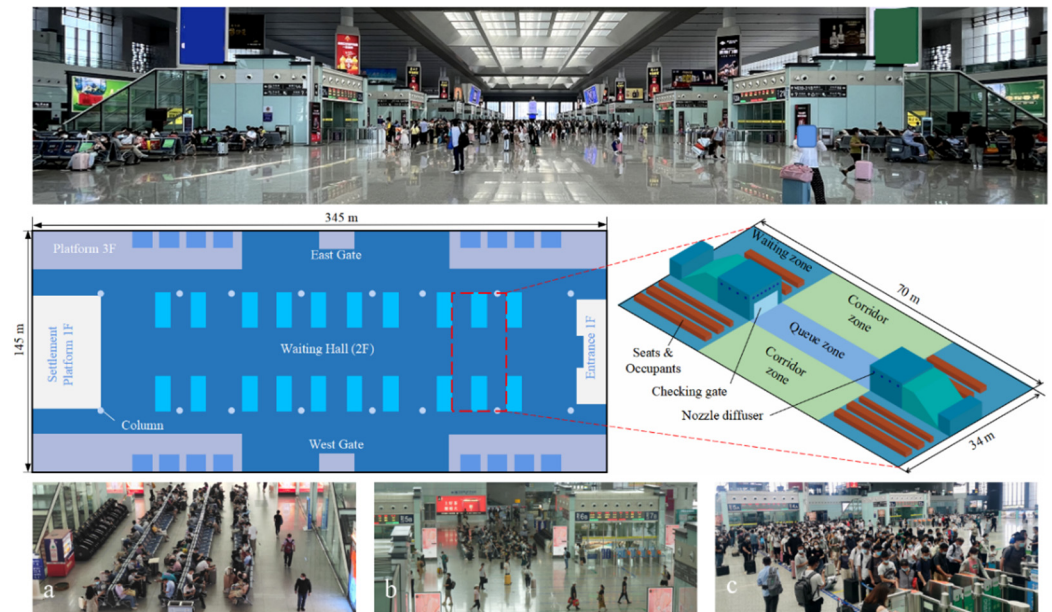 345 m
145 m
Platform 3F
East Gate
Settlement
Platform 1F
Waiting Hall (2F)
Entrance 1F
Column
West Gate
Waiting zone
70 m
Corridor
zone
Queue zone
Corridor
zone
Seats &
Occupants
Checking gate
Nozzle diffuser
34 m
a
b
c